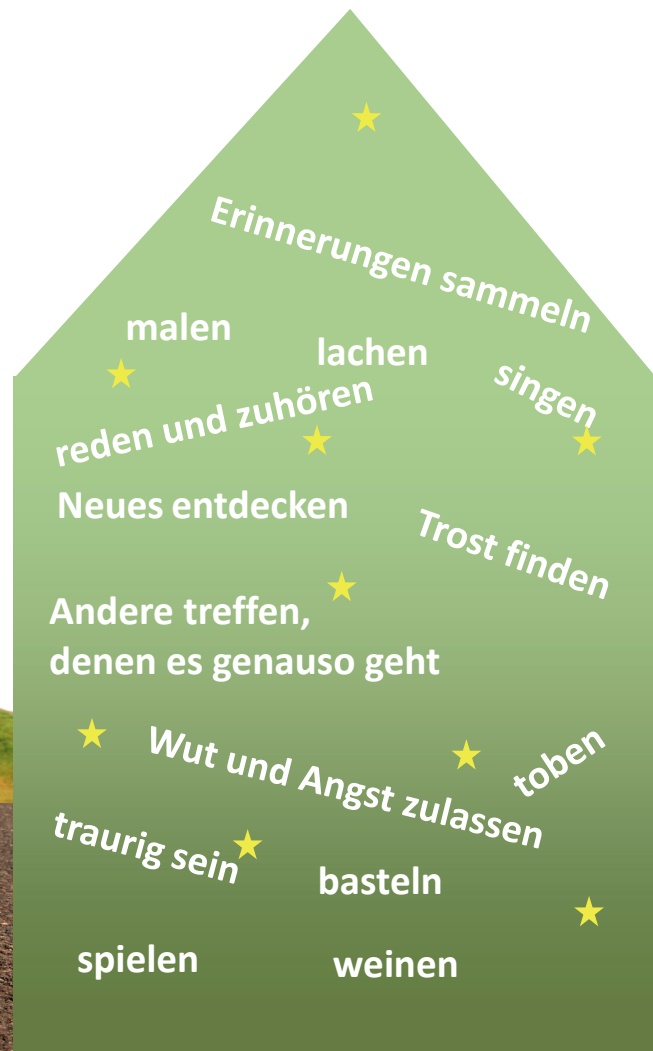 Erinnerungen sammeln
malen
lachen
singen
reden und zuhören
Neues entdecken
Trost finden
Andere treffen,
denen es genauso geht
Wut und Angst zulassen
toben
traurig sein
basteln
spielen
weinen